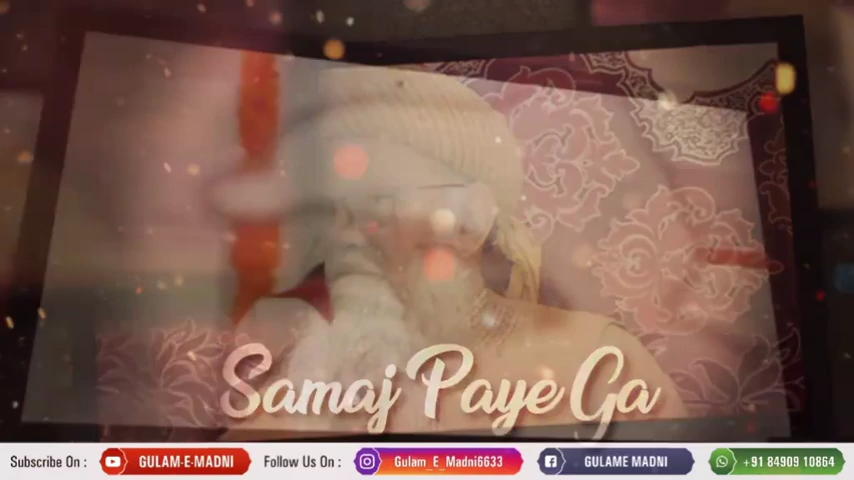 Samaj Paye Ga
Subscribe On : GULAM-E-MADNI Follow Us On : Gulam_E_Madni6633 GULAME MADNI +91 84909 10864